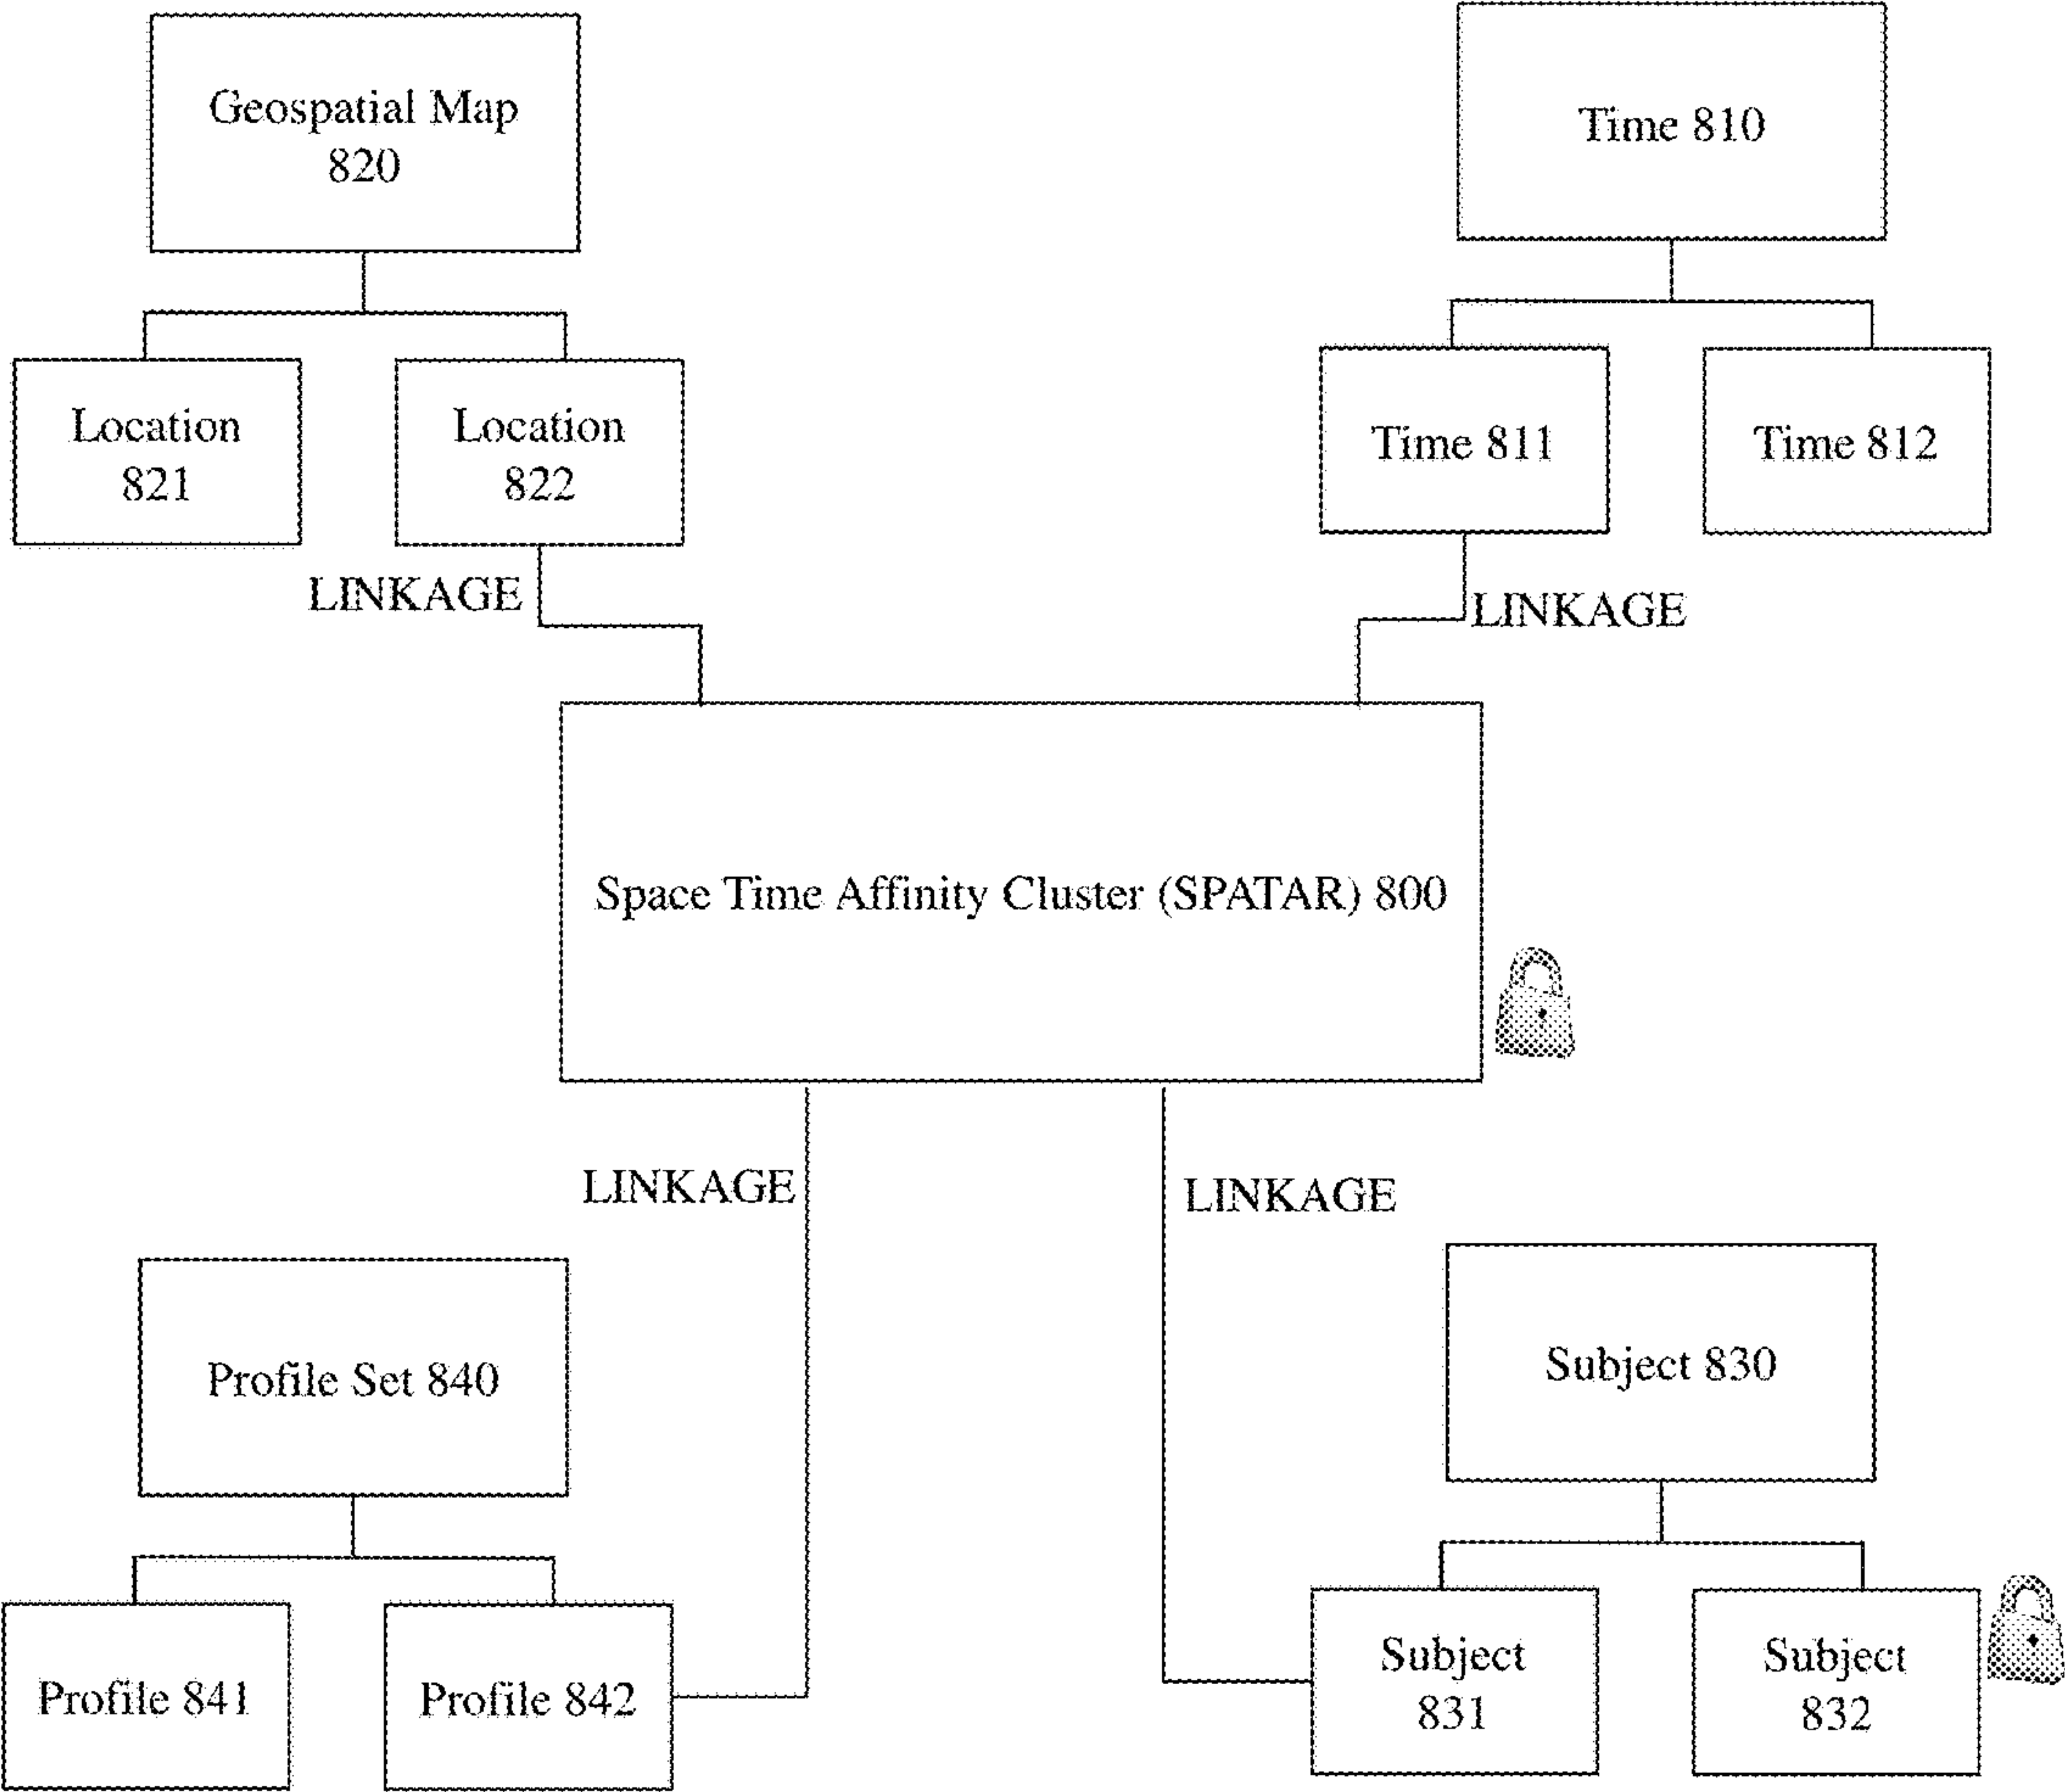 Geospatial Map
820
Time 810
Location
821
Location
822
Time 811
Time 812
LINKAGE
LINKAGE
Space Time Affinity Cluster (SPATAR) 800
LINKAGE
LINKAGE
Profile Set 840
Subject 830
Profile 841
Profile 842
Subject
831
Subject
832